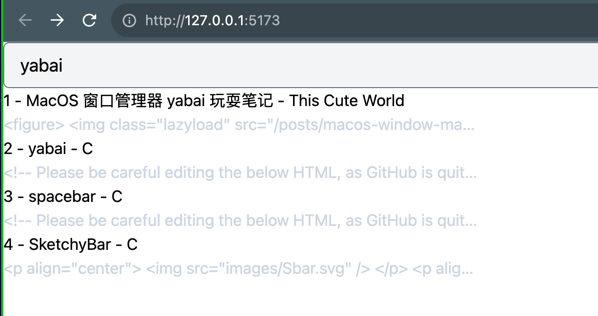 http://127.0.0.1:5173
yabai
1 - MacOS 窗口管理器 yabai 玩耍笔记 - This Cute World
<figure> <img class="lazyload" src="/posts/macos-window-ma...
2 - yabai - C
<!-- Please be careful editing the below HTML, as GitHub is quit...
3 - spacebar - C
<!-- Please be careful editing the below HTML, as GitHub is quit...
4 - SketchyBar - C
<p align="center"> <img src="images/Sbar.svg" /> </p> <p alig...